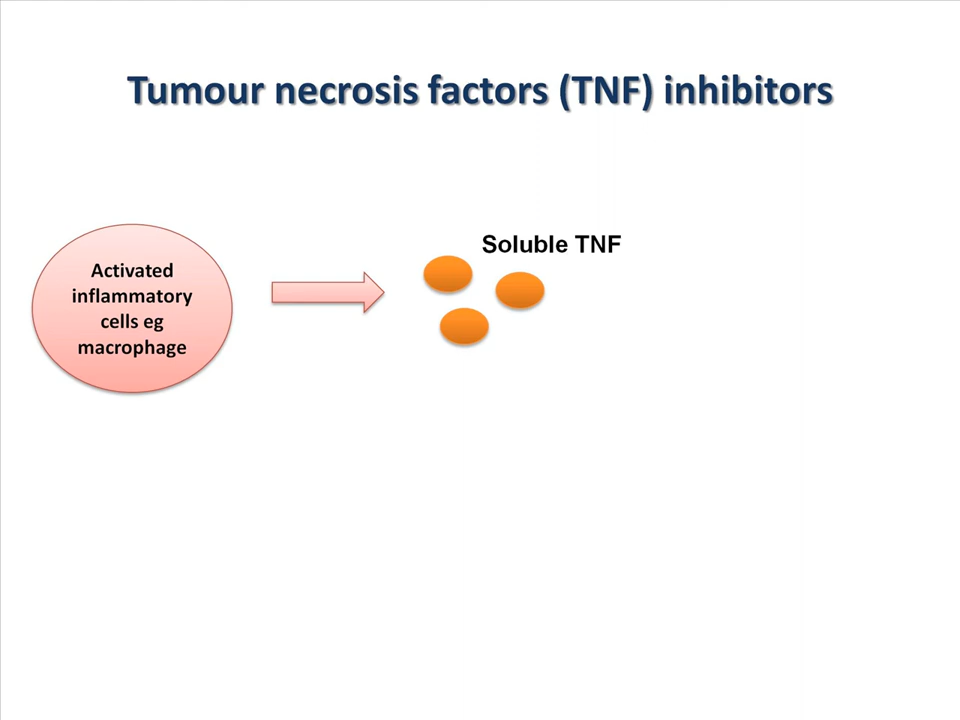 Tumour necrosis factors (TNF) inhibitors
Soluble TNF
Activated
inflammatory
cells eg
macrophage